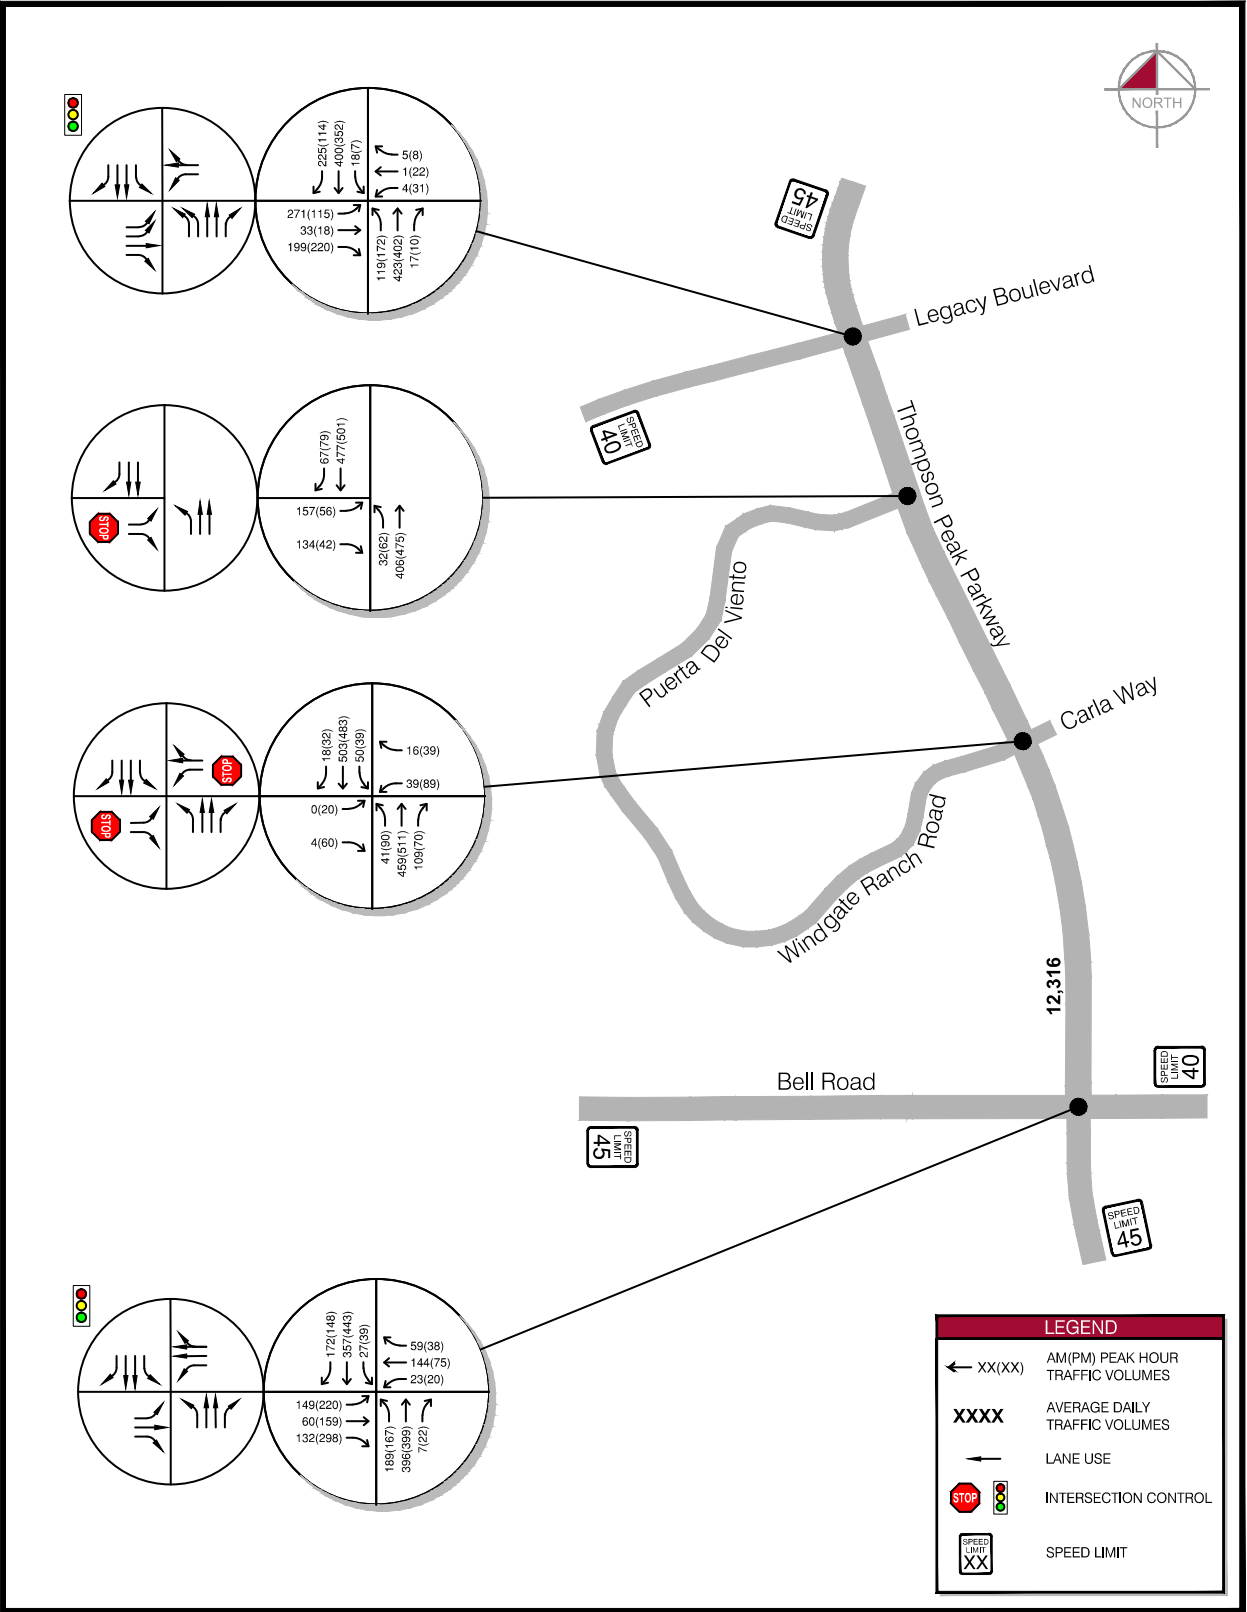 NORTH
225(114)
400(352)
18(7)
5(8)
1(22)
4(31)
271(115)
33(18)
199(220)
119(172)
423(402)
17(10)
SPEED
LIMIT
45
Legacy Boulevard
SPEED
LIMIT
40
Thompson Peak Parkway
67(79)
477(501)
STOP
157(56)
134(42)
32(62)
406(475)
Puerta Del Viento
18(32)
503(483)
50(39)
16(39)
39(89)
STOP
STOP
0(20)
4(60)
41(90)
459(511)
109(70)
Carla Way
Windgate Ranch Road
12,316
Bell Road
SPEED
LIMIT
40
SPEED
LIMIT
45
SPEED
LIMIT
45
172(148)
357(443)
27(39)
59(38)
144(75)
23(20)
149(220)
60(159)
132(298)
189(167)
396(399)
7(22)
LEGEND
XX(XX)
AM(PM) PEAK HOUR
TRAFFIC VOLUMES
XXXX
AVERAGE DAILY
TRAFFIC VOLUMES
LANE USE
STOP
INTERSECTION CONTROL
SPEED
LIMIT
XX
SPEED LIMIT